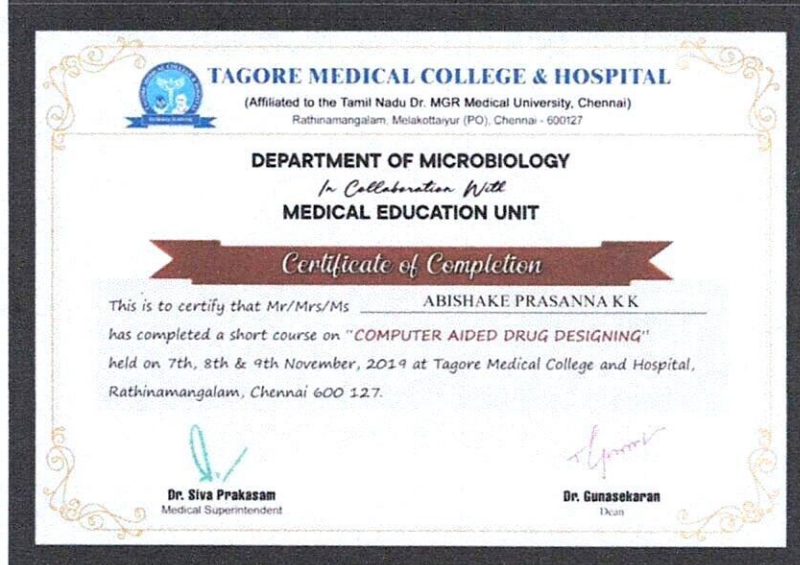 TAGORE MEDICAL COLLEGE & HOSPITAL
(Affiliated to the Tamil Nadu Dr. MGR Medical University, Chennai)
Rathinamangalam, Melakottaiyur (PO), Chennai - 600127
DEPARTMENT OF MICROBIOLOGY
In Collaboration With
MEDICAL EDUCATION UNIT
Certificate of Completion
This is to certify that Mr/Mrs/Ms ABISHAKE PRASANNA K K
has completed a short course on "COMPUTER AIDED DRUG DESIGNING"
held on 7th, 8th & 9th November, 2019 at Tagore Medical College and Hospital,
Rathinamangalam, Chennai 600 127.
Dr. Siva Prakasam
Medical Superintendent
Dr. Gunasekaran
Dean